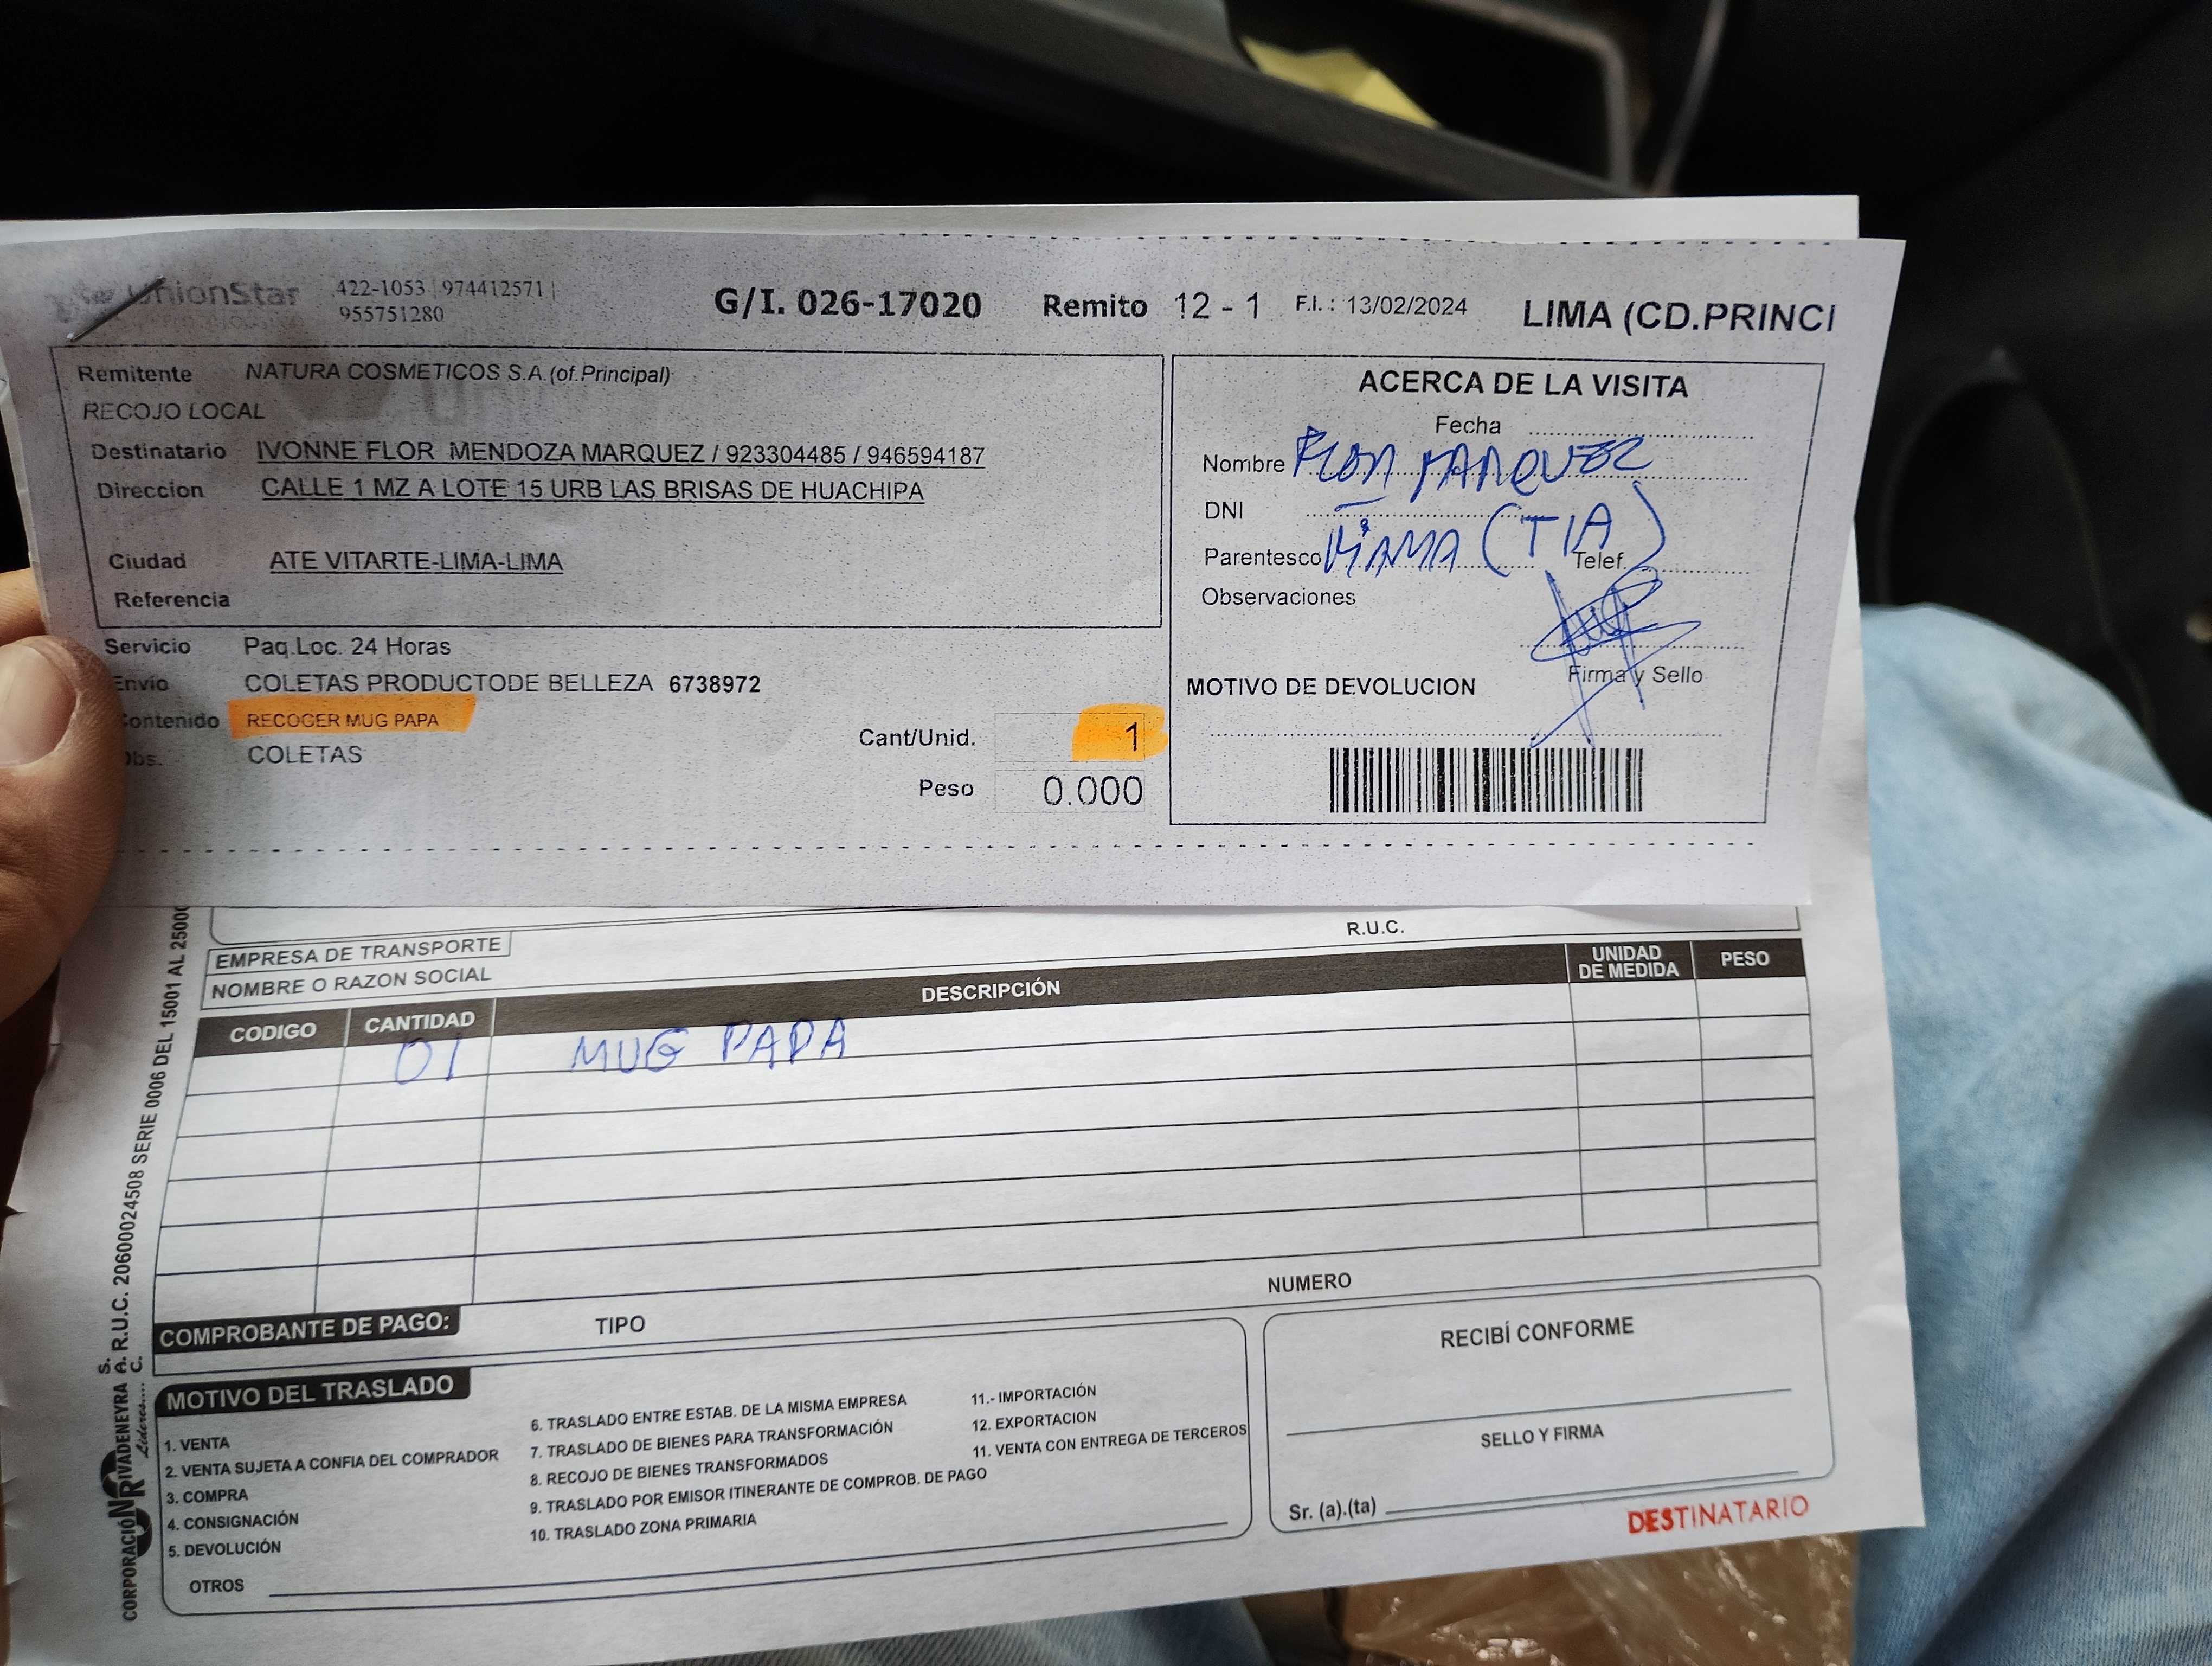 UnionStar 422-1053 | 974412571 |
955751280
G/I. 026-17020 Remito 12 - 1 F.I. : 13/02/2024 LIMA (CD.PRINCI
Remitente NATURA COSMETICOS S.A.(of.Principal)
RECOJO LOCAL
Destinatario IVONNE FLOR MENDOZA MARQUEZ / 923304485 / 946594187
Direccion CALLE 1 MZ A LOTE 15 URB LAS BRISAS DE HUACHIPA
Ciudad ATE VITARTE-LIMA-LIMA
Referencia
Servicio Paq.Loc. 24 Horas
Envio COLETAS PRODUCTODE BELLEZA 6738972
Contenido RECOGER MUG PAPA
Obs. COLETAS
Cant/Unid. 1
Peso 0.000
ACERCA DE LA VISITA
Fecha
Nombre FLOR MARQUEZ
DNI
Parentesco (TIA) Telef.
Observaciones
Firma y Sello
MOTIVO DE DEVOLUCION
R.U.C.
EMPRESA DE TRANSPORTE
NOMBRE O RAZON SOCIAL
CODIGO CANTIDAD DESCRIPCIÓN UNIDAD DE MEDIDA PESO
01 MUG PAPA
COMPROBANTE DE PAGO: TIPO NUMERO
MOTIVO DEL TRASLADO
1. VENTA
2. VENTA SUJETA A CONFIA DEL COMPRADOR
3. COMPRA
4. CONSIGNACIÓN
5. DEVOLUCIÓN
6. TRASLADO ENTRE ESTAB. DE LA MISMA EMPRESA
7. TRASLADO DE BIENES PARA TRANSFORMACIÓN
8. RECOJO DE BIENES TRANSFORMADOS
9. TRASLADO POR EMISOR ITINERANTE DE COMPROB. DE PAGO
10. TRASLADO ZONA PRIMARIA
11.- IMPORTACIÓN
12. EXPORTACION
11. VENTA CON ENTREGA DE TERCEROS
OTROS
RECIBÍ CONFORME
SELLO Y FIRMA
Sr. (a).(ta)
DESTINATARIO
CORPORACIÓN RIVADENEYRA S. A. C. R.U.C. 20600024508 SERIE 0006 DEL 15001 AL 2500
Líderes....